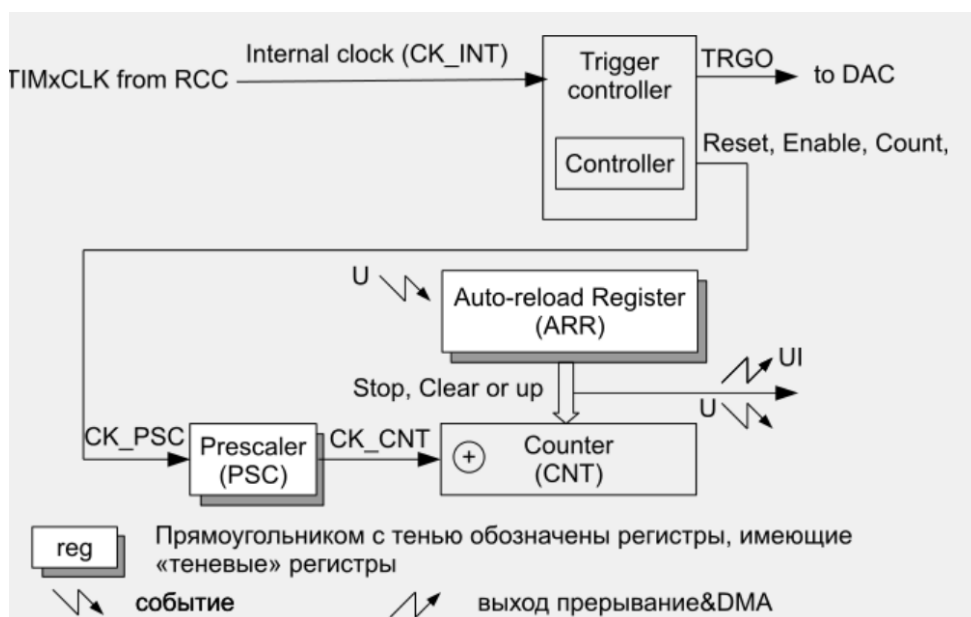 Internal clock (CK_INT)
TIMxCLK from RCC
Trigger
controller
TRGO
to DAC
Controller
Reset, Enable, Count,
U
Auto-reload Register
(ARR)
Stop, Clear or up
UI
U
CK_PSC
Prescaler
(PSC)
CK_CNT
+
Counter
(CNT)
reg
Прямоугольником с тенью обозначены регистры, имеющие
«теневые» регистры
событие
выход прерывание&DMA